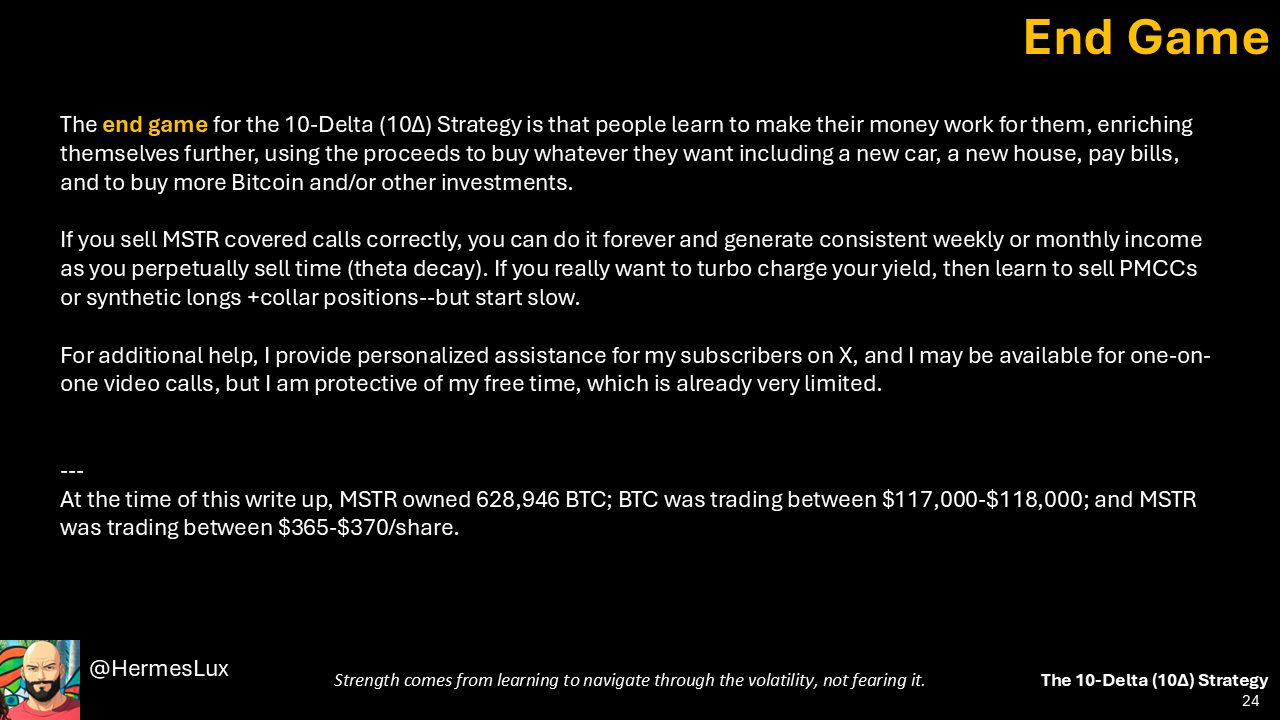 End Game
The end game for the 10-Delta (10Δ) Strategy is that people learn to make their money work for them, enriching
themselves further, using the proceeds to buy whatever they want including a new car, a new house, pay bills,
and to buy more Bitcoin and/or other investments.
If you sell MSTR covered calls correctly, you can do it forever and generate consistent weekly or monthly income
as you perpetually sell time (theta decay). If you really want to turbo charge your yield, then learn to sell PMCCs
or synthetic longs +collar positions--but start slow.
For additional help, I provide personalized assistance for my subscribers on X, and I may be available for one-on-
one video calls, but I am protective of my free time, which is already very limited.
---
At the time of this write up, MSTR owned 628,946 BTC; BTC was trading between $117,000-$118,000; and MSTR
was trading between $365-$370/share.
@HermesLux
Strength comes from learning to navigate through the volatility, not fearing it.
The 10-Delta (10Δ) Strategy
24